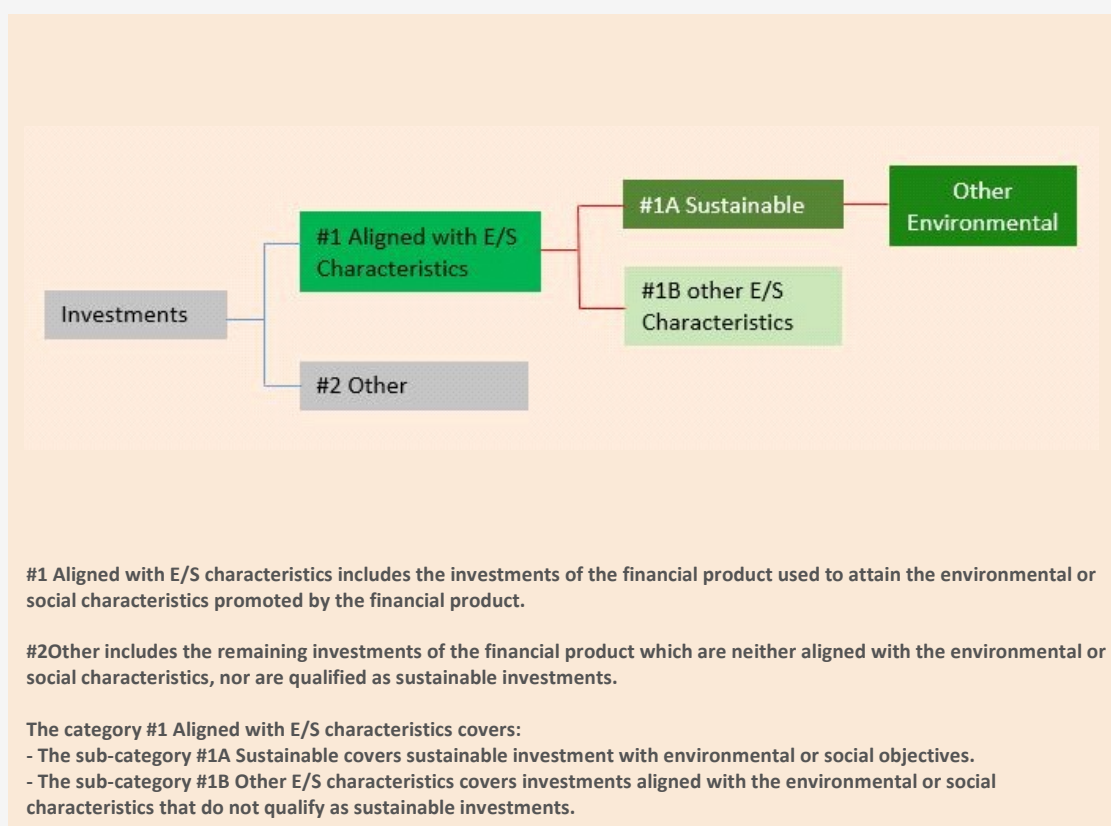 Other
Environmental
#1A Sustainable
#1 Aligned with E/S
Characteristics
#1B other E/S
Characteristics
Investments
#2 Other
#1 Aligned with E/S characteristics includes the investments of the financial product used to attain the environmental or
social characteristics promoted by the financial product.
#2Other includes the remaining investments of the financial product which are neither aligned with the environmental or
social characteristics, nor are qualified as sustainable investments.
The category #1 Aligned with E/S characteristics covers:
- The sub-category #1A Sustainable covers sustainable investment with environmental or social objectives.
- The sub-category #1B Other E/S characteristics covers investments aligned with the environmental or social
characteristics that do not qualify as sustainable investments.